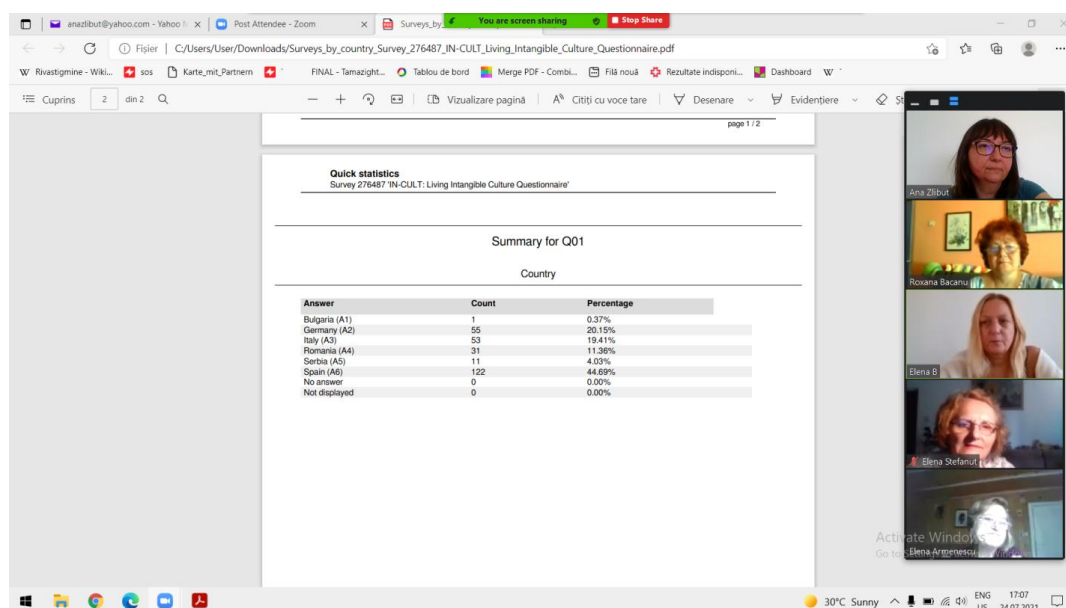 anazlibut@yahoo.com - Yahoo
Post Attendee - Zoom
Surveys_by_
You are screen sharing
Stop Share
Fișier
C:/Users/User/Downloads/Surveys_by_country_Survey_276487_IN-CULT_Living_Intangible_Culture_Questionnaire.pdf
W Rivastigmine - Wiki...
sos
Karte_mit_Partnern
FINAL - Tamazight...
Tablou de bord
Merge PDF - Combi...
Filă nouă
Rezultate indisponi...
Dashboard
W
Cuprins
2
din 2
Vizualizare pagină
Citiți cu voce tare
Desenare
Evidențiere
page 1 / 2
Quick statistics
Survey 276487 'IN-CULT: Living Intangible Culture Questionnaire'
Summary for Q01
Country
Answer Count Percentage
Bulgaria (A1) 1 0.37%
Germany (A2) 55 20.15%
Italy (A3) 53 19.41%
Romania (A4) 31 11.36%
Serbia (A5) 11 4.03%
Spain (A6) 122 44.69%
No answer 0 0.00%
Not displayed 0 0.00%
Ana Zlibut
Roxana Bacanu
Elena B
Elena Stefanut
Elena Armenescu
Activate Windows
Go to
30°C Sunny
ENG
US
17:07
24.07.2021